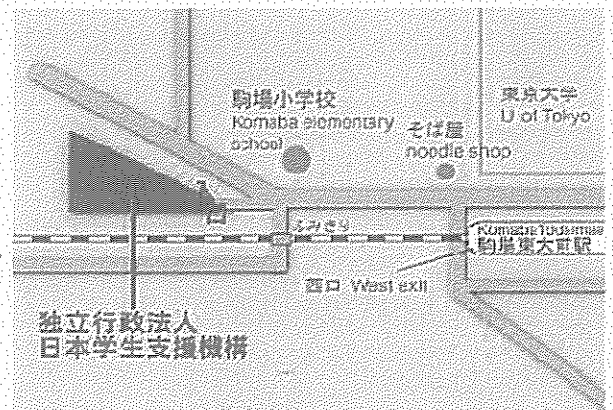 駒場小学校
Komaba elementary
school
そば屋
noodle shop
東京大学
U of Tokyo
入口
ふみきり
Komaba Todaimae
駒場東大前駅
西口 West exit
独立行政法人
日本学生支援機構